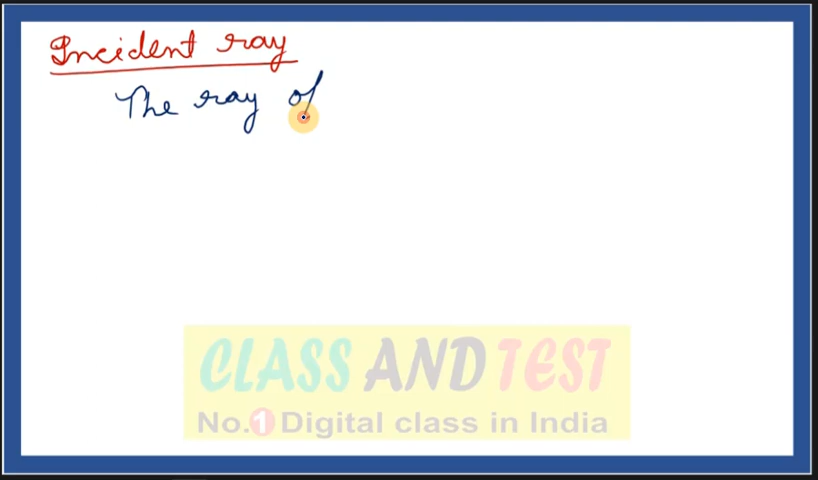 Incident ray
The ray of
CLASS AND TEST
No.1 Digital class in India